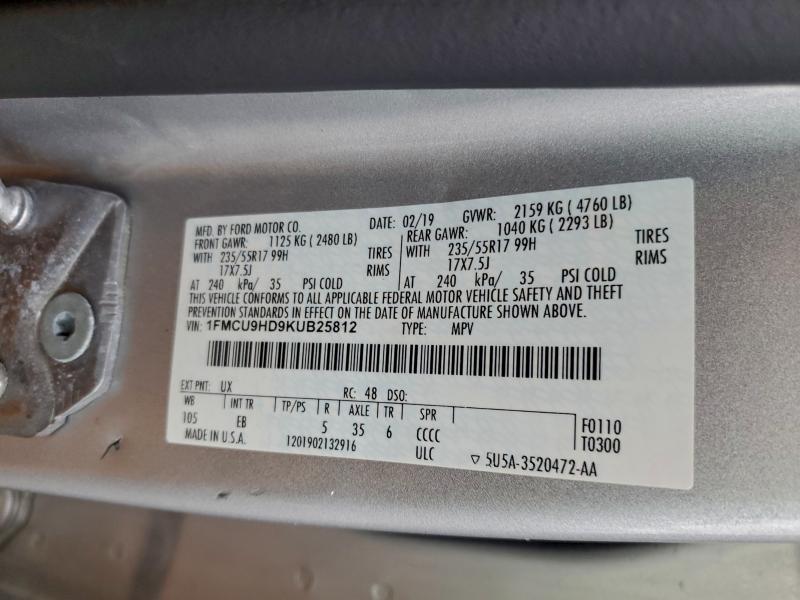 MFD. BY FORD MOTOR CO. DATE: 02/19 GVWR: 2159 KG ( 4760 LB)
FRONT GAWR: 1125 KG ( 2480 LB) REAR GAWR: 1040 KG ( 2293 LB)
WITH 235/55R17 99H TIRES WITH 235/55R17 99H TIRES
17X7.5J RIMS 17X7.5J RIMS
AT 240 kPa/ 35 PSI COLD AT 240 kPa/ 35 PSI COLD
THIS VEHICLE CONFORMS TO ALL APPLICABLE FEDERAL MOTOR VEHICLE SAFETY AND THEFT
PREVENTION STANDARDS IN EFFECT ON THE DATE OF MANUFACTURE SHOWN ABOVE.
VIN: 1FMCU9HD9KUB25812 TYPE: MPV
EXT PNT: UX RC: 48 DSO:
WB INT TR TP/PS R AXLE TR SPR
105 EB 5 35 6 CCCC F0110
MADE IN U.S.A. 1201902132916 ULC T0300
5U5A-3520472-AA